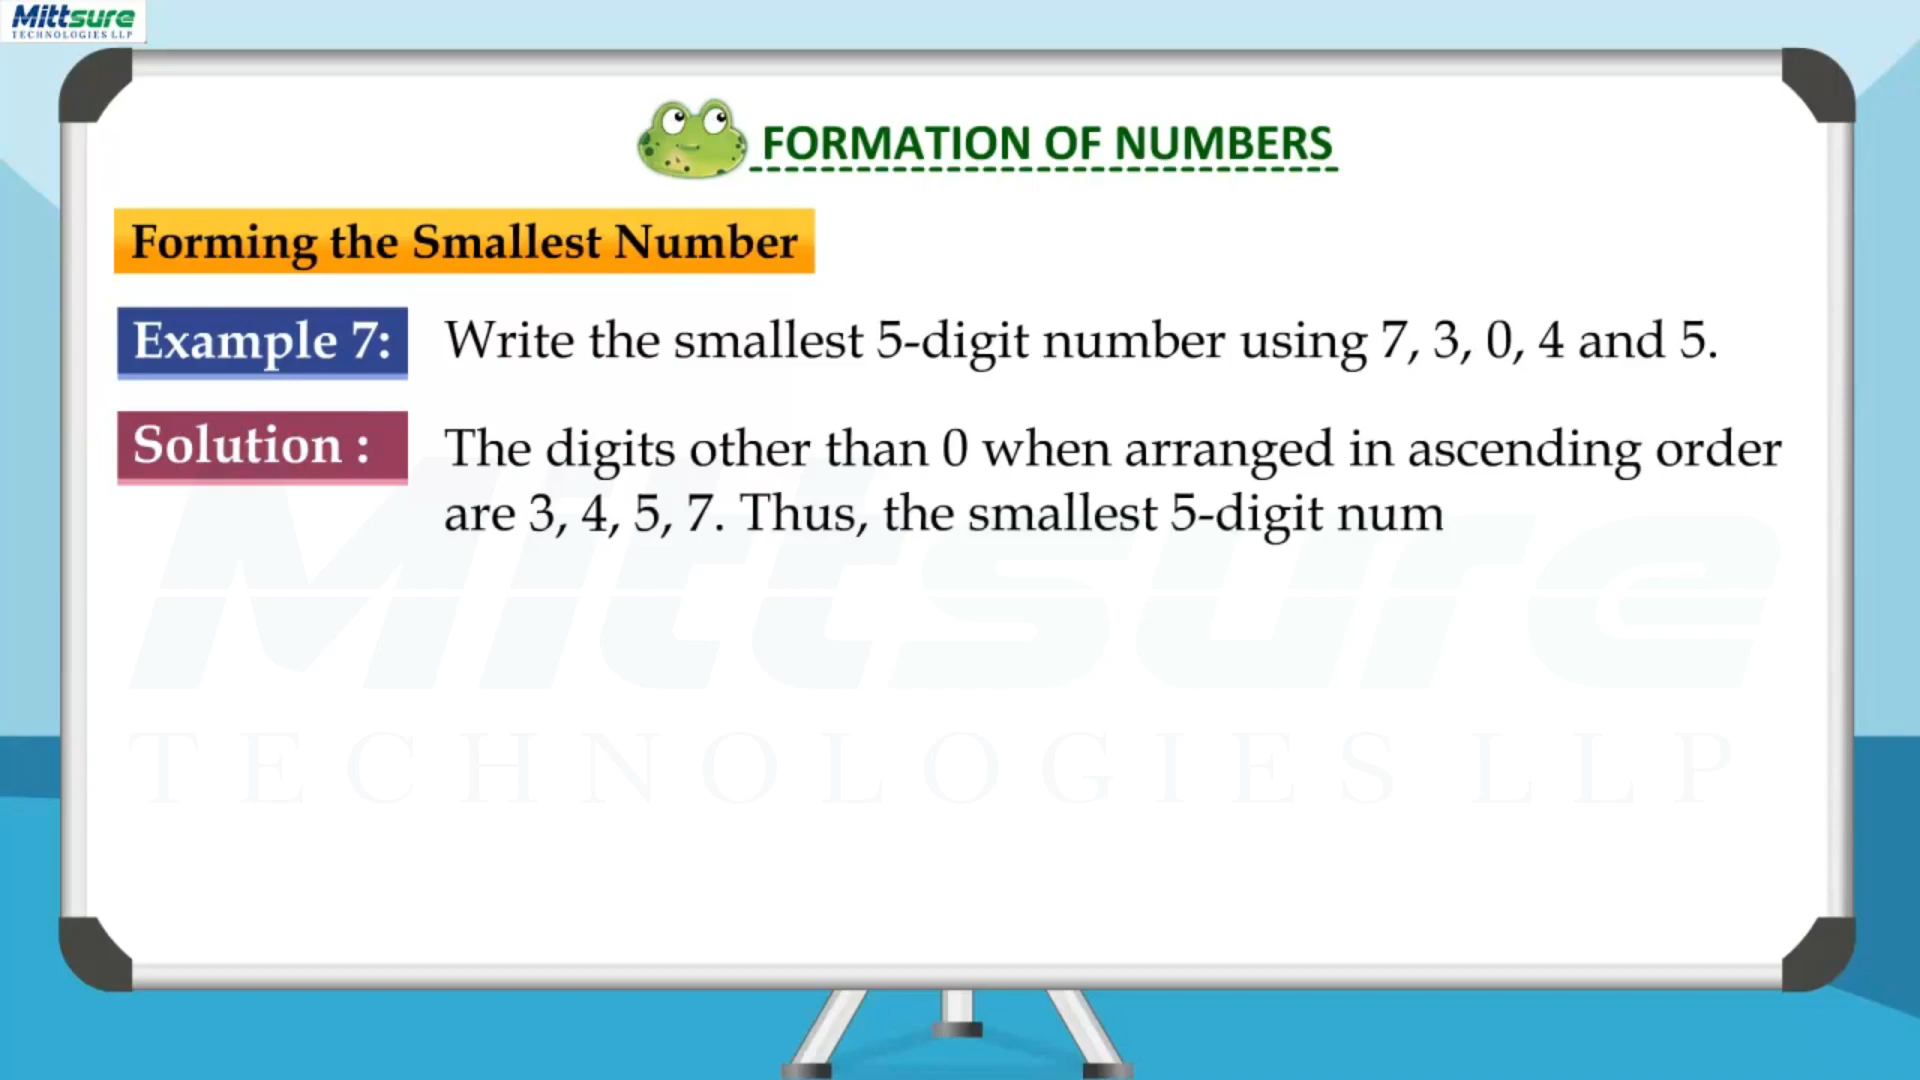 Mittsure
TECHNOLOGIES LLP
FORMATION OF NUMBERS
Forming the Smallest Number
Example 7: Write the smallest 5-digit number using 7, 3, 0, 4 and 5.
Solution : The digits other than 0 when arranged in ascending order
are 3, 4, 5, 7. Thus, the smallest 5-digit num
Mittsure
TECHNOLOGIES LLP